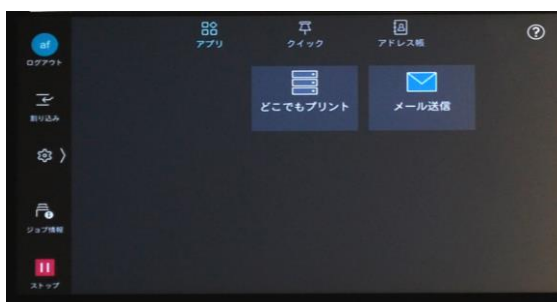 af
ログアウト
割り込み
ジョブ情報
ストップ
アプリ
クイック
アドレス帳
?
どこでもプリント
メール送信